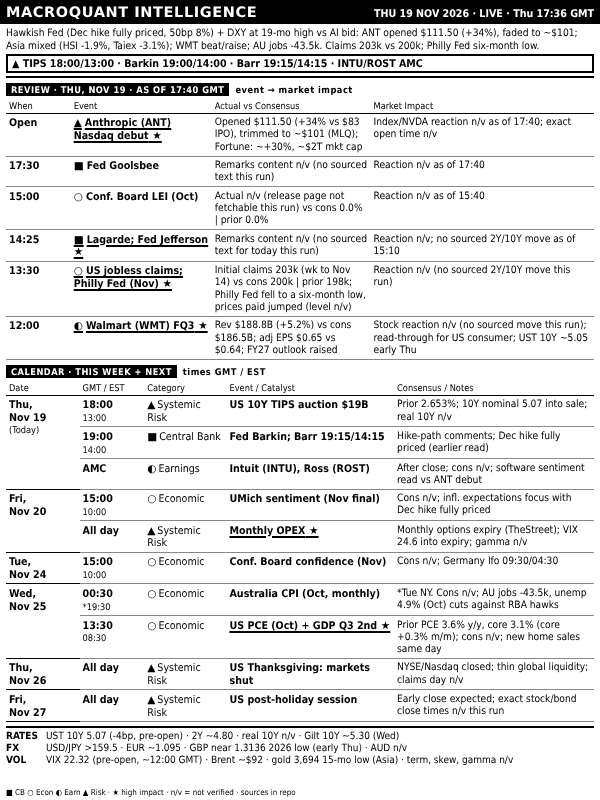 MACROQUANT INTELLIGENCE THU 19 NOV 2026 · LIVE · Thu 17:36 GMT
Hawkish Fed (Dec hike fully priced, 50bp 8%) + DXY at 19-mo high vs AI bid: ANT opened $111.50 (+34%), faded to ~$101;
Asia mixed (HSI -1.9%, Taiex -3.1%); WMT beat/raise; AU jobs -43.5k. Claims 203k vs 200k; Philly Fed six-month low.
▲ TIPS 18:00/13:00 · Barkin 19:00/14:00 · Barr 19:15/14:15 · INTU/ROST AMC
REVIEW · THU, NOV 19 · AS OF 17:40 GMT event → market impact
When Event Actual vs Consensus Market Impact
Open ▲ Anthropic (ANT) Opened $111.50 (+34% vs $83 Index/NVDA reaction n/v as of 17:40; exact
Nasdaq debut ★ IPO), trimmed to ~$101 (MLQ); open time n/v
Fortune: ~+30%, ~$2T mkt cap
17:30 ■ Fed Goolsbee Remarks content n/v (no sourced Reaction n/v as of 17:40
text this run)
15:00 ○ Conf. Board LEI (Oct) Actual n/v (release page not Reaction n/v as of 15:40
fetchable this run) vs cons 0.0%
| prior 0.0%
14:25 ■ Lagarde; Fed Jefferson Remarks content n/v (no sourced Reaction n/v; no sourced 2Y/10Y move as of
★ text for today this run) 15:10
13:30 ○ US jobless claims; Initial claims 203k (wk to Nov Reaction n/v (no sourced 2Y/10Y move this
Philly Fed (Nov) ★ 14) vs cons 200k | prior 198k; run)
Philly Fed fell to a six-month low,
prices paid jumped (level n/v)
12:00 ◐ Walmart (WMT) FQ3 ★ Rev $188.8B (+5.2%) vs cons Stock reaction n/v (no sourced move this run);
$186.5B; adj EPS $0.65 vs read-through for US consumer; UST 10Y ~5.05
$0.64; FY27 outlook raised early Thu
CALENDAR · THIS WEEK + NEXT times GMT / EST
Date GMT / EST Category Event / Catalyst Consensus / Notes
Thu, 18:00 ▲ Systemic US 10Y TIPS auction $19B Prior 2.653%; 10Y nominal 5.07 into sale;
Nov 19 13:00 Risk real 10Y n/v
(Today)
19:00 ■ Central Bank Fed Barkin; Barr 19:15/14:15 Hike-path comments; Dec hike fully
14:00 priced (earlier read)
AMC ◐ Earnings Intuit (INTU), Ross (ROST) After close; cons n/v; software sentiment
read vs ANT debut
Fri, 15:00 ○ Economic UMich sentiment (Nov final) Cons n/v; infl. expectations focus with
Nov 20 10:00 Dec hike fully priced
All day ▲ Systemic Monthly OPEX ★ Monthly options expiry (TheStreet); VIX
Risk 24.6 into expiry; gamma n/v
Tue, 15:00 ○ Economic Conf. Board confidence (Nov) Cons n/v; Germany Ifo 09:30/04:30
Nov 24 10:00
Wed, 00:30 ○ Economic Australia CPI (Oct, monthly) *Tue NY. Cons n/v; AU jobs -43.5k, unemp
Nov 25 *19:30 4.9% (Oct) cuts against RBA hawks
13:30 ○ Economic US PCE (Oct) + GDP Q3 2nd ★ Prior PCE 3.6% y/y, core 3.1% (core
08:30 +0.3% m/m); cons n/v; new home sales
same day
Thu, All day ▲ Systemic US Thanksgiving: markets NYSE/Nasdaq closed; thin global liquidity;
Nov 26 Risk shut claims day n/v
Fri, All day ▲ Systemic US post-holiday session Early close expected; exact stock/bond
Nov 27 Risk close times n/v this run
RATES UST 10Y 5.07 (-4bp, pre-open) · 2Y ~4.80 · real 10Y n/v · Gilt 10Y ~5.30 (Wed)
FX USD/JPY >159.5 · EUR ~1.095 · GBP near 1.3136 2026 low (early Thu) · AUD n/v
VOL VIX 22.32 (pre-open, ~12:00 GMT) · Brent ~$92 · gold 3,694 15-mo low (Asia) · term, skew, gamma n/v
■ CB ○ Econ ◐ Earn ▲ Risk · ★ high impact · n/v = not verified · sources in repo